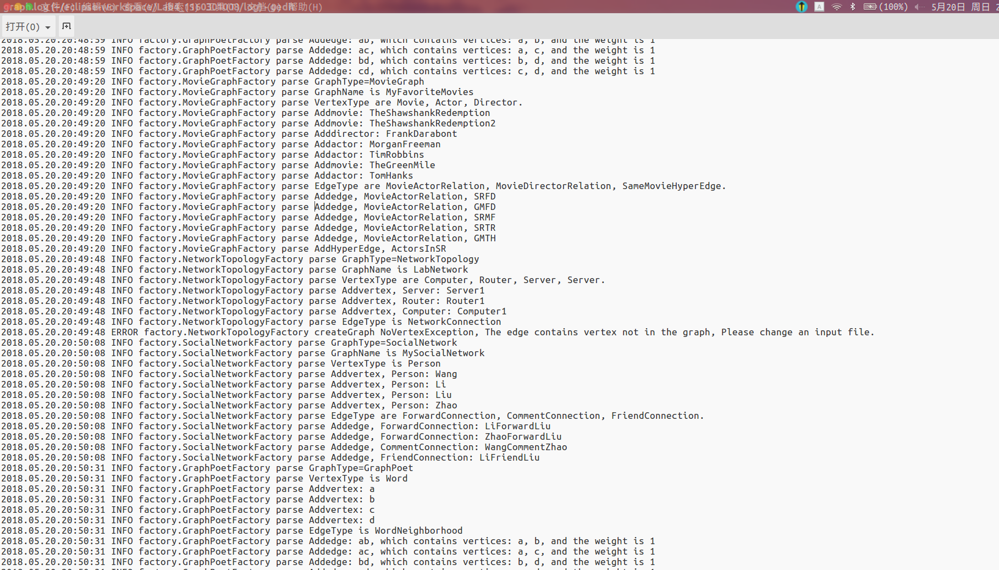 graph.log (~/eclipse-workspace/Lab4_1160301008/log) - gedit
文件(F) 编辑(E) 查看(V) 搜索(S) 工具(T) 文档(D) 帮助(H)
(100%) 5月20日 周日
打开(O)
2018.05.20.20:48:59 INFO factory.GraphPoetFactory parse Addedge: ab, which contains vertices: a, b, and the weight is 1
2018.05.20.20:48:59 INFO factory.GraphPoetFactory parse Addedge: ac, which contains vertices: a, c, and the weight is 1
2018.05.20.20:48:59 INFO factory.GraphPoetFactory parse Addedge: bd, which contains vertices: b, d, and the weight is 1
2018.05.20.20:48:59 INFO factory.GraphPoetFactory parse Addedge: cd, which contains vertices: c, d, and the weight is 1
2018.05.20.20:49:20 INFO factory.MovieGraphFactory parse GraphType=MovieGraph
2018.05.20.20:49:20 INFO factory.MovieGraphFactory parse GraphName is MyFavoriteMovies
2018.05.20.20:49:20 INFO factory.MovieGraphFactory parse VertexType are Movie, Actor, Director.
2018.05.20.20:49:20 INFO factory.MovieGraphFactory parse Addmovie: TheShawshankRedemption
2018.05.20.20:49:20 INFO factory.MovieGraphFactory parse Addmovie: TheShawshankRedemption2
2018.05.20.20:49:20 INFO factory.MovieGraphFactory parse Adddirector: FrankDarabont
2018.05.20.20:49:20 INFO factory.MovieGraphFactory parse Addactor: MorganFreeman
2018.05.20.20:49:20 INFO factory.MovieGraphFactory parse Addactor: TimRobbins
2018.05.20.20:49:20 INFO factory.MovieGraphFactory parse Addmovie: TheGreenMile
2018.05.20.20:49:20 INFO factory.MovieGraphFactory parse Addactor: TomHanks
2018.05.20.20:49:20 INFO factory.MovieGraphFactory parse EdgeType are MovieActorRelation, MovieDirectorRelation, SameMovieHyperEdge.
2018.05.20.20:49:20 INFO factory.MovieGraphFactory parse Addedge, MovieActorRelation, SRFD
2018.05.20.20:49:20 INFO factory.MovieGraphFactory parse Addedge, MovieActorRelation, GMFD
2018.05.20.20:49:20 INFO factory.MovieGraphFactory parse Addedge, MovieActorRelation, SRMF
2018.05.20.20:49:20 INFO factory.MovieGraphFactory parse Addedge, MovieActorRelation, SRTR
2018.05.20.20:49:20 INFO factory.MovieGraphFactory parse Addedge, MovieActorRelation, GMTH
2018.05.20.20:49:20 INFO factory.MovieGraphFactory parse AddHyperEdge, ActorsInSR
2018.05.20.20:49:48 INFO factory.NetworkTopologyFactory parse GraphType=NetworkTopology
2018.05.20.20:49:48 INFO factory.NetworkTopologyFactory parse GraphName is LabNetwork
2018.05.20.20:49:48 INFO factory.NetworkTopologyFactory parse VertexType are Computer, Router, Server, Server.
2018.05.20.20:49:48 INFO factory.NetworkTopologyFactory parse Addvertex, Server: Server1
2018.05.20.20:49:48 INFO factory.NetworkTopologyFactory parse Addvertex, Router: Router1
2018.05.20.20:49:48 INFO factory.NetworkTopologyFactory parse Addvertex, Computer: Computer1
2018.05.20.20:49:48 INFO factory.NetworkTopologyFactory parse EdgeType is NetworkConnection
2018.05.20.20:49:48 ERROR factory.NetworkTopologyFactory createGraph NoVertexException, The edge contains vertex not in the graph, Please change an input file.
2018.05.20.20:50:08 INFO factory.SocialNetworkFactory parse GraphType=SocialNetwork
2018.05.20.20:50:08 INFO factory.SocialNetworkFactory parse GraphName is MySocialNetwork
2018.05.20.20:50:08 INFO factory.SocialNetworkFactory parse VertexType is Person
2018.05.20.20:50:08 INFO factory.SocialNetworkFactory parse Addvertex, Person: Wang
2018.05.20.20:50:08 INFO factory.SocialNetworkFactory parse Addvertex, Person: Li
2018.05.20.20:50:08 INFO factory.SocialNetworkFactory parse Addvertex, Person: Liu
2018.05.20.20:50:08 INFO factory.SocialNetworkFactory parse Addvertex, Person: Zhao
2018.05.20.20:50:08 INFO factory.SocialNetworkFactory parse EdgeType are ForwardConnection, CommentConnection, FriendConnection.
2018.05.20.20:50:08 INFO factory.SocialNetworkFactory parse Addedge, ForwardConnection: LiForwardLiu
2018.05.20.20:50:08 INFO factory.SocialNetworkFactory parse Addedge, ForwardConnection: ZhaoForwardLiu
2018.05.20.20:50:08 INFO factory.SocialNetworkFactory parse Addedge, CommentConnection: WangCommentZhao
2018.05.20.20:50:08 INFO factory.SocialNetworkFactory parse Addedge, FriendConnection: LiFriendLiu
2018.05.20.20:50:31 INFO factory.GraphPoetFactory parse GraphType=GraphPoet
2018.05.20.20:50:31 INFO factory.GraphPoetFactory parse VertexType is Word
2018.05.20.20:50:31 INFO factory.GraphPoetFactory parse Addvertex: a
2018.05.20.20:50:31 INFO factory.GraphPoetFactory parse Addvertex: b
2018.05.20.20:50:31 INFO factory.GraphPoetFactory parse Addvertex: c
2018.05.20.20:50:31 INFO factory.GraphPoetFactory parse Addvertex: d
2018.05.20.20:50:31 INFO factory.GraphPoetFactory parse EdgeType is WordNeighborhood
2018.05.20.20:50:31 INFO factory.GraphPoetFactory parse Addedge: ab, which contains vertices: a, b, and the weight is 1
2018.05.20.20:50:31 INFO factory.GraphPoetFactory parse Addedge: ac, which contains vertices: a, c, and the weight is 1
2018.05.20.20:50:31 INFO factory.GraphPoetFactory parse Addedge: bd, which contains vertices: b, d, and the weight is 1